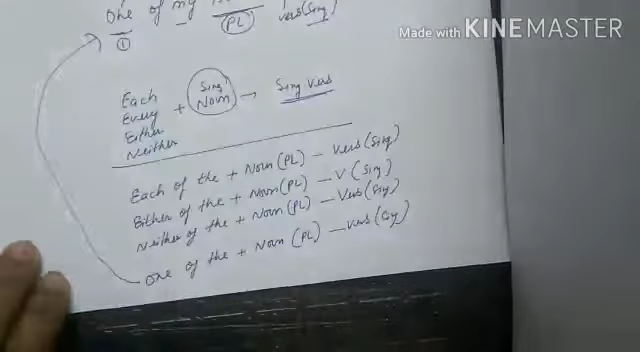 Made with KINEMASTER
One of my (PL) verb(Sing)
①
Each
Every
Either
Neither
+ Sing Noun → Sing Verb
Each of the + Noun (PL) – Verb (Sing)
Either of the + Noun (PL) – V (Sing)
Neither of the + Noun (PL) – Verb (Sig)
One of the + Noun (PL) – Verb (Sig)